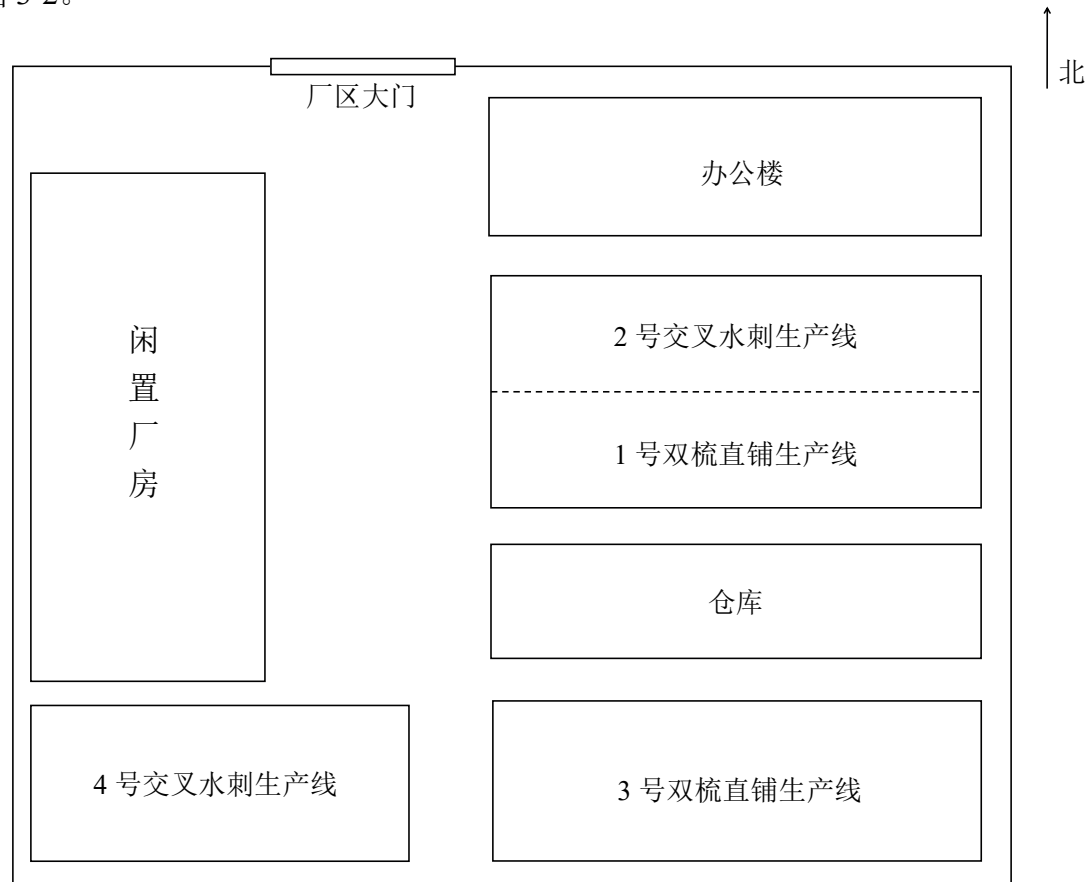 3-2。
北
厂区大门
办公楼
闲
置
厂
房
2 号交叉水刺生产线
1 号双梳直铺生产线
仓库
4 号交叉水刺生产线
3 号双梳直铺生产线